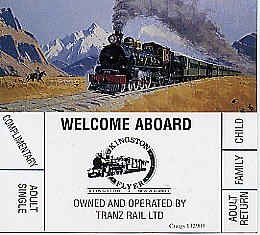 WELCOME ABOARD
COMPLIMENTARY
ADULT
SINGLE
KINGSTON
FLYER
OWNED AND OPERATED BY
TRANZ RAIL LTD
CHILD
FAMILY
ADULT
RETURN